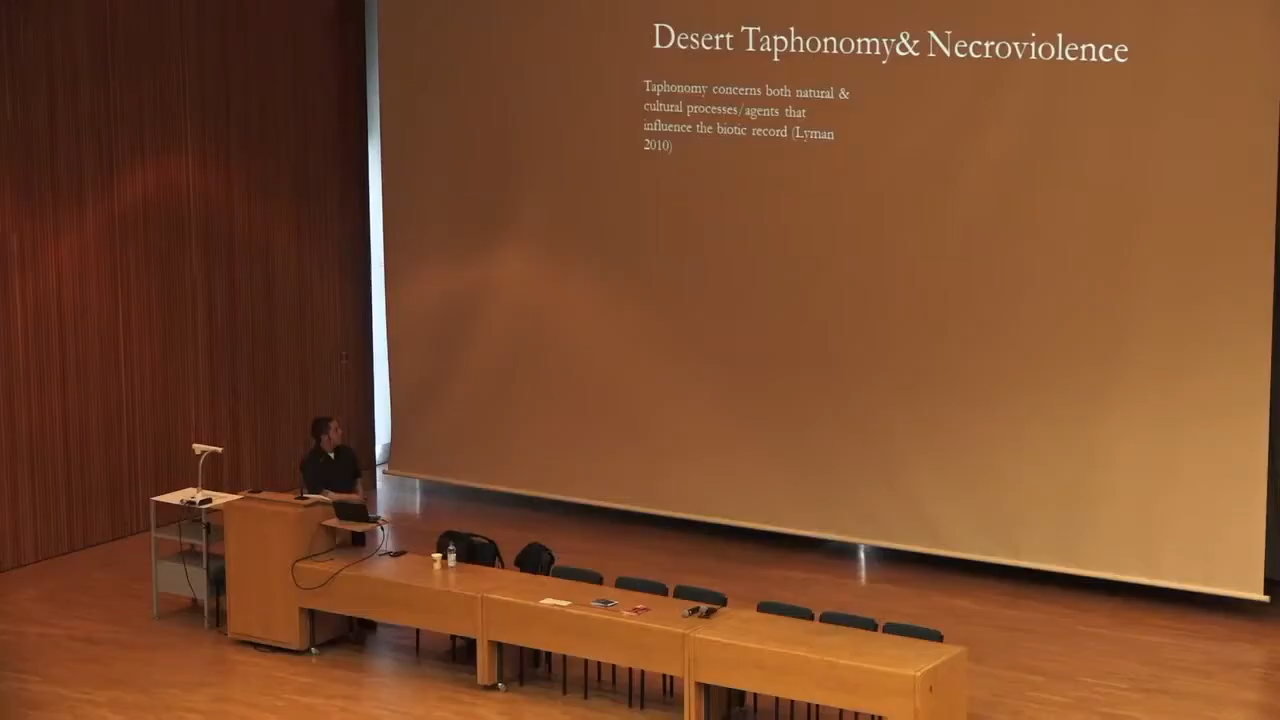 Desert Taphonomy& Necroviolence
Taphonomy concerns both natural &
cultural processes/agents that
influence the biotic record (Lyman
2010)